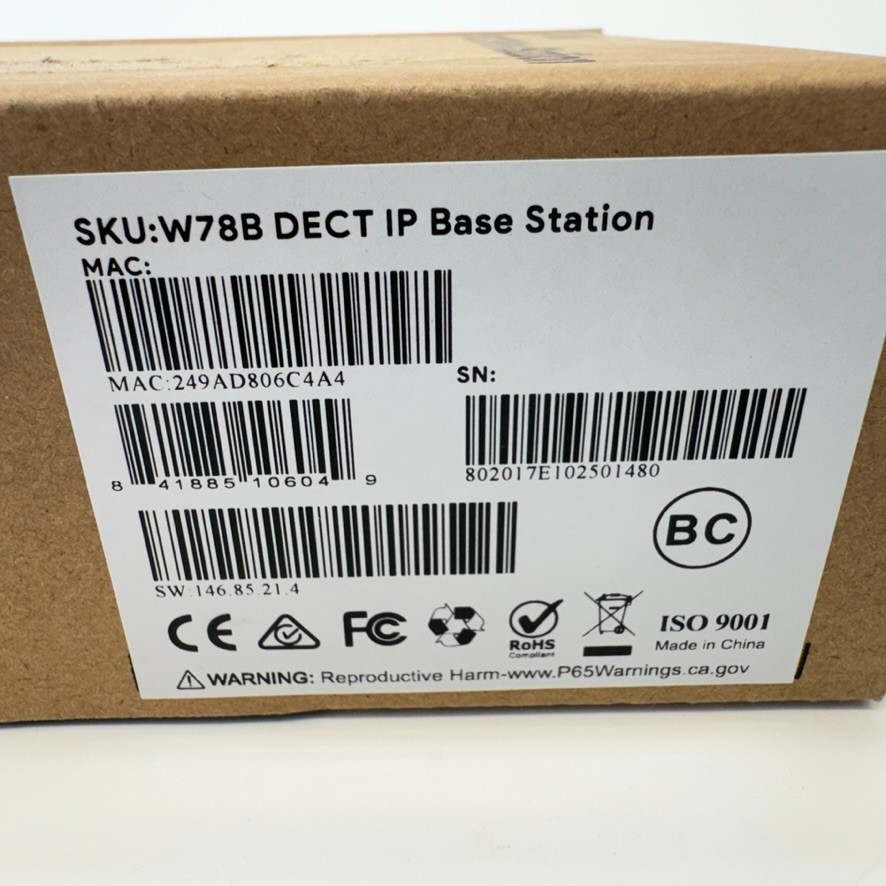 SKU:W78B DECT IP Base Station
MAC:
MAC:249AD806C4A4
SN:
8 41885 10604 9
802017E102501480
BC
SW:146.85.21.4
CE FC RoHS Compliant ISO 9001
Made in China
WARNING: Reproductive Harm-www.P65Warnings.ca.gov